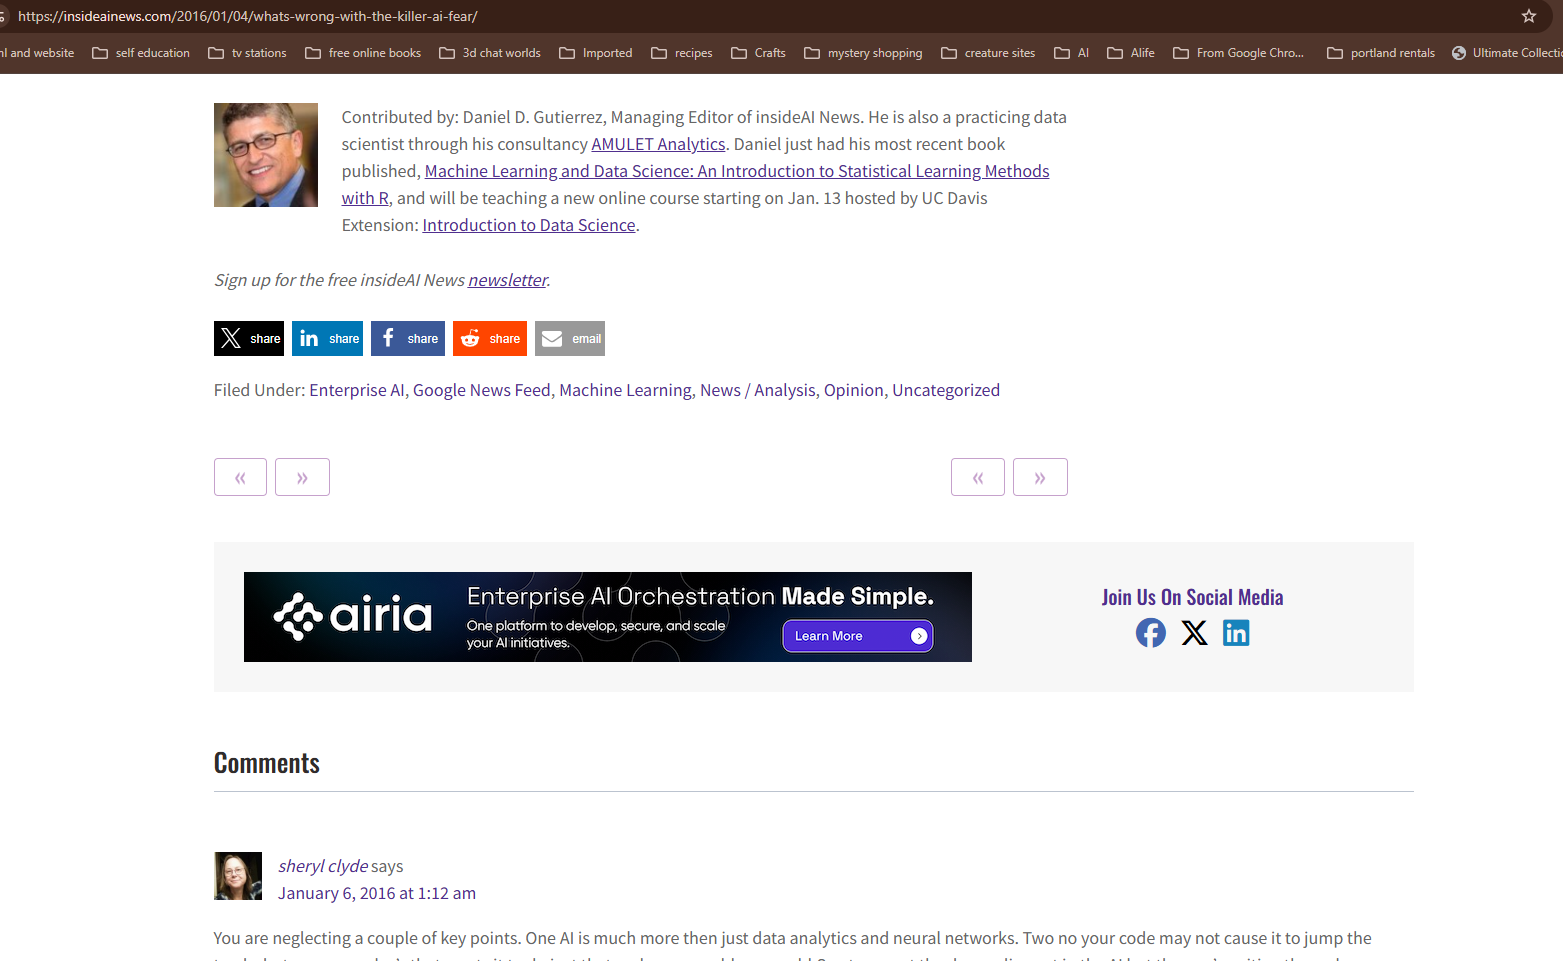 https://insideainews.com/2016/01/04/whats-wrong-with-the-killer-ai-fear/
nl and website self education tv stations free online books 3d chat worlds Imported recipes Crafts mystery shopping creature sites AI Alife From Google Chro... portland rentals Ultimate Collectio
Contributed by: Daniel D. Gutierrez, Managing Editor of insideAI News. He is also a practicing data
scientist through his consultancy AMULET Analytics. Daniel just had his most recent book
published, Machine Learning and Data Science: An Introduction to Statistical Learning Methods
with R, and will be teaching a new online course starting on Jan. 13 hosted by UC Davis
Extension: Introduction to Data Science.
Sign up for the free insideAI News newsletter.
share share share share email
Filed Under: Enterprise AI, Google News Feed, Machine Learning, News / Analysis, Opinion, Uncategorized
« » « »
airia
Enterprise AI Orchestration Made Simple.
One platform to develop, secure, and scale
your AI initiatives.
Learn More
Join Us On Social Media
Comments
sheryl clyde says
January 6, 2016 at 1:12 am
You are neglecting a couple of key points. One AI is much more then just data analytics and neural networks. Two no your code may not cause it to jump the